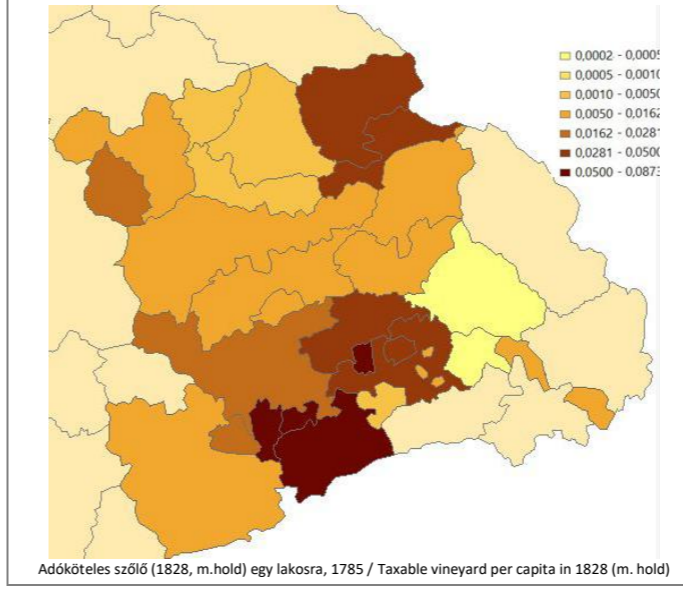 0,0002 - 0,0005
0,0005 - 0,0010
0,0010 - 0,0050
0,0050 - 0,0162
0,0162 - 0,0281
0,0281 - 0,0500
0,0500 - 0,0873
Adóköteles szőlő (1828, m.hold) egy lakosra, 1785 / Taxable vineyard per capita in 1828 (m. hold)